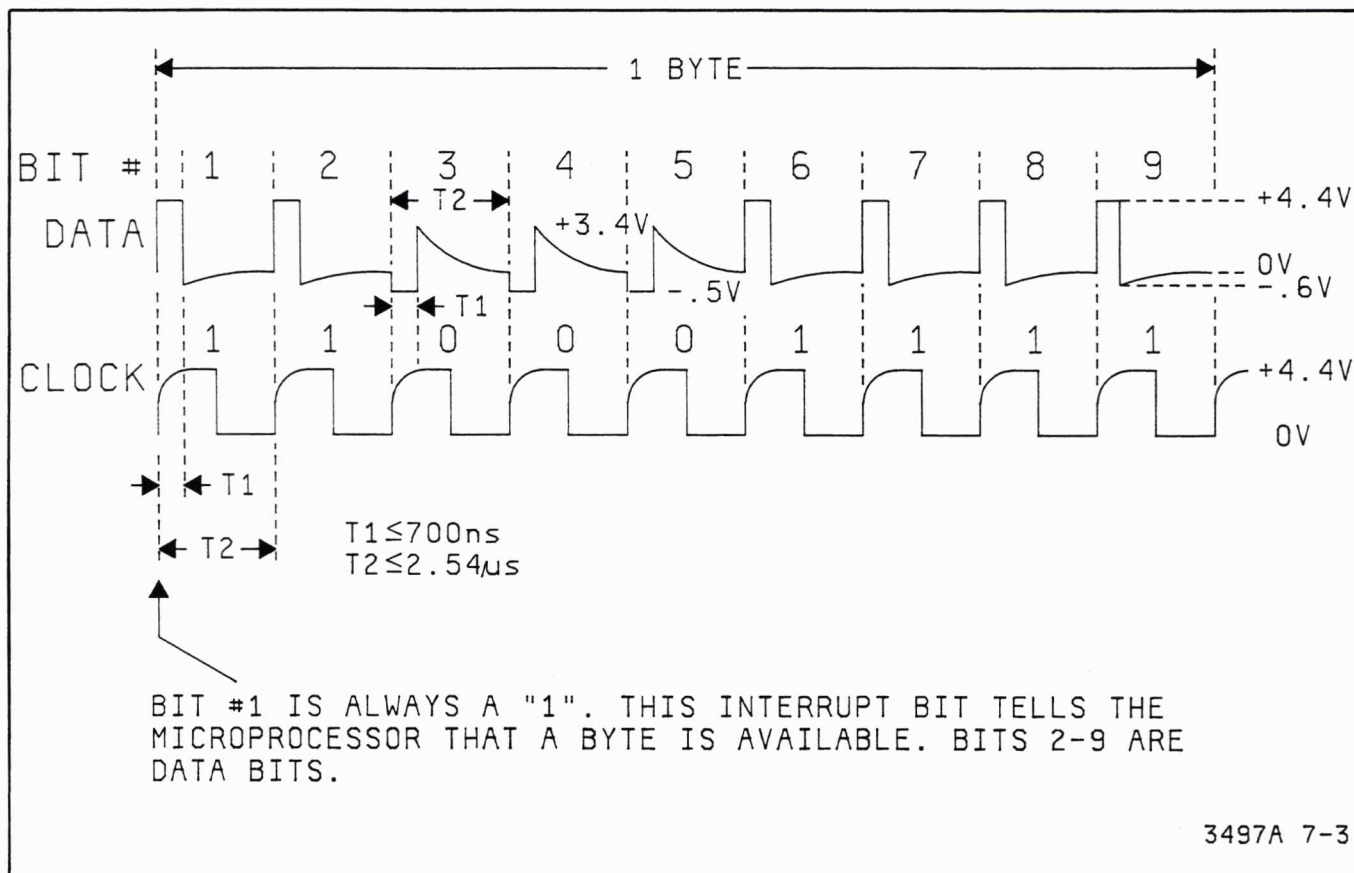 1 BYTE
BIT # 1 2 3 4 5 6 7 8 9
T2
+4.4V
DATA
+3.4V
0V
-.5V
-.6V
T1
1 1 0 0 0 1 1 1 1
CLOCK
+4.4V
0V
T1
T2
T1≤700ns
T2≤2.54µs
BIT #1 IS ALWAYS A "1". THIS INTERRUPT BIT TELLS THE
MICROPROCESSOR THAT A BYTE IS AVAILABLE. BITS 2-9 ARE
DATA BITS.
3497A 7-3